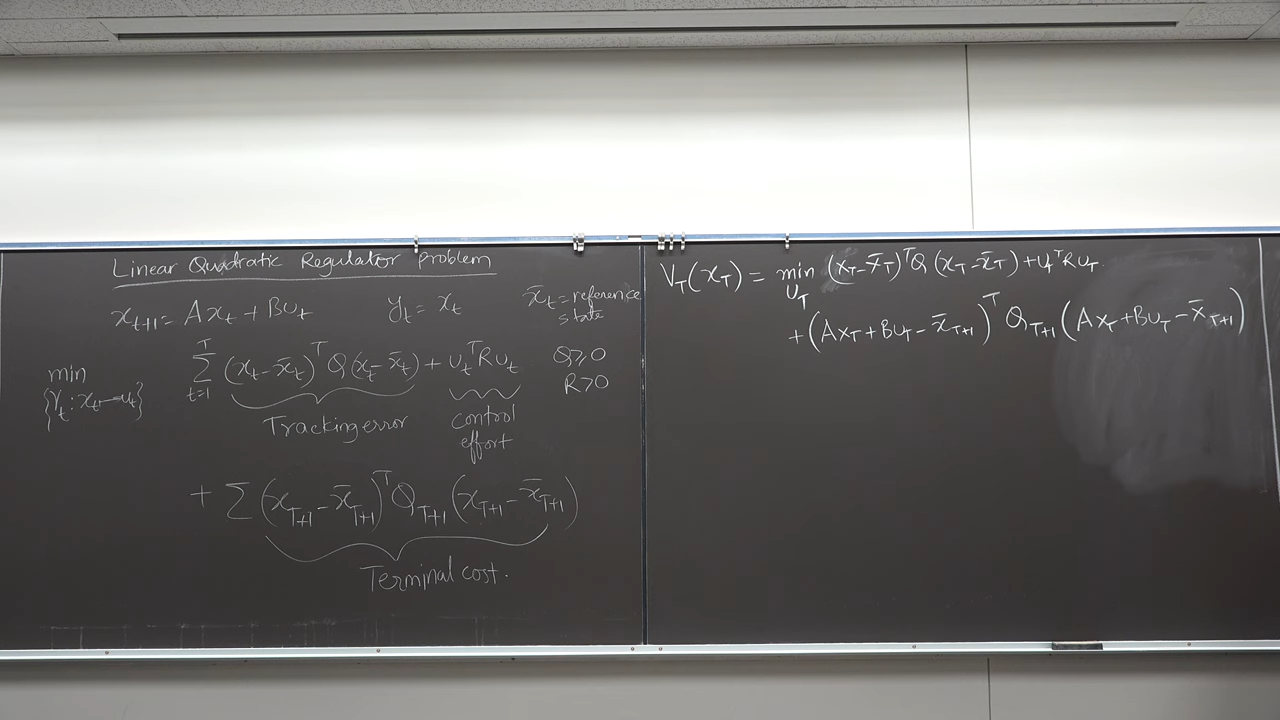 Linear Quadratic Regulator Problem
x_{t+1} = Ax_t + Bu_t    y_t = x_t    x̄_t = reference state
min_{{γ_t : x_t ↦ u_t}} Σ_{t=1}^{T} (x_t - x̄_t)^T Q (x_t - x̄_t) + u_t^T R u_t    Q ≥ 0
R > 0
Tracking error    control effort
+ Σ (x_{T+1} - x̄_{T+1})^T Q_{T+1} (x_{T+1} - x̄_{T+1})
Terminal cost.
V_T(x_T) = min_{u_T} (x_T - x̄_T)^T Q (x_T - x̄_T) + u_T^T R u_T
+ (Ax_T + Bu_T - x̄_{T+1})^T Q_{T+1} (Ax_T + Bu_T - x̄_{T+1})